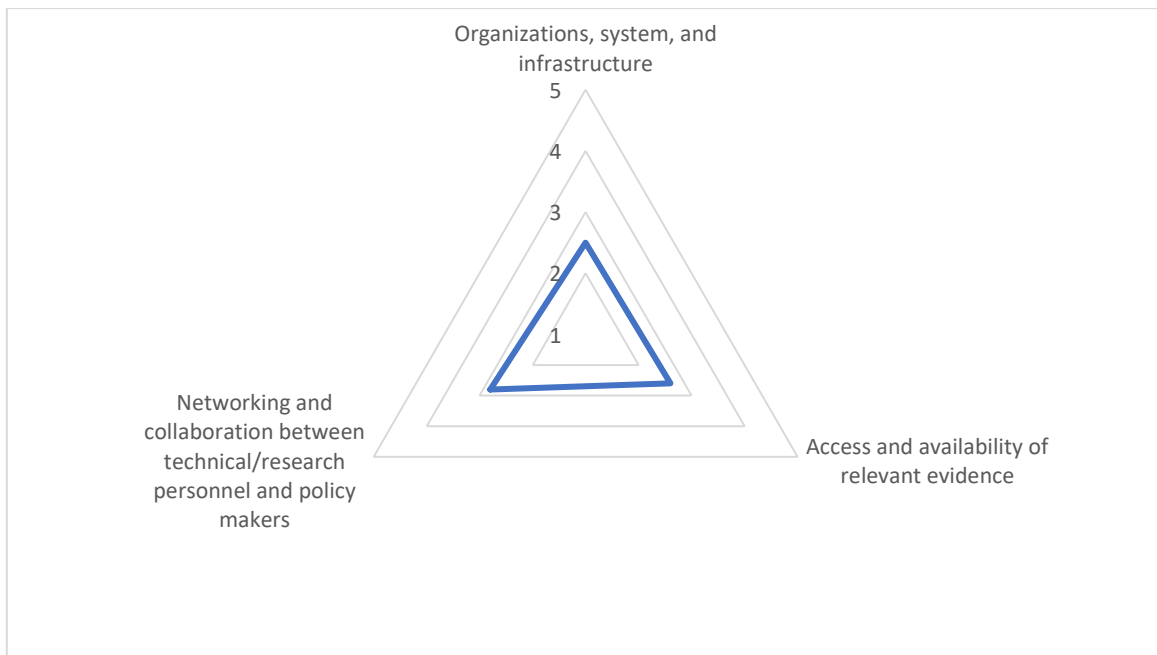 Organizations, system, and
infrastructure
5
4
3
2
1
Networking and
collaboration between
technical/research
personnel and policy
makers
Access and availability of
relevant evidence